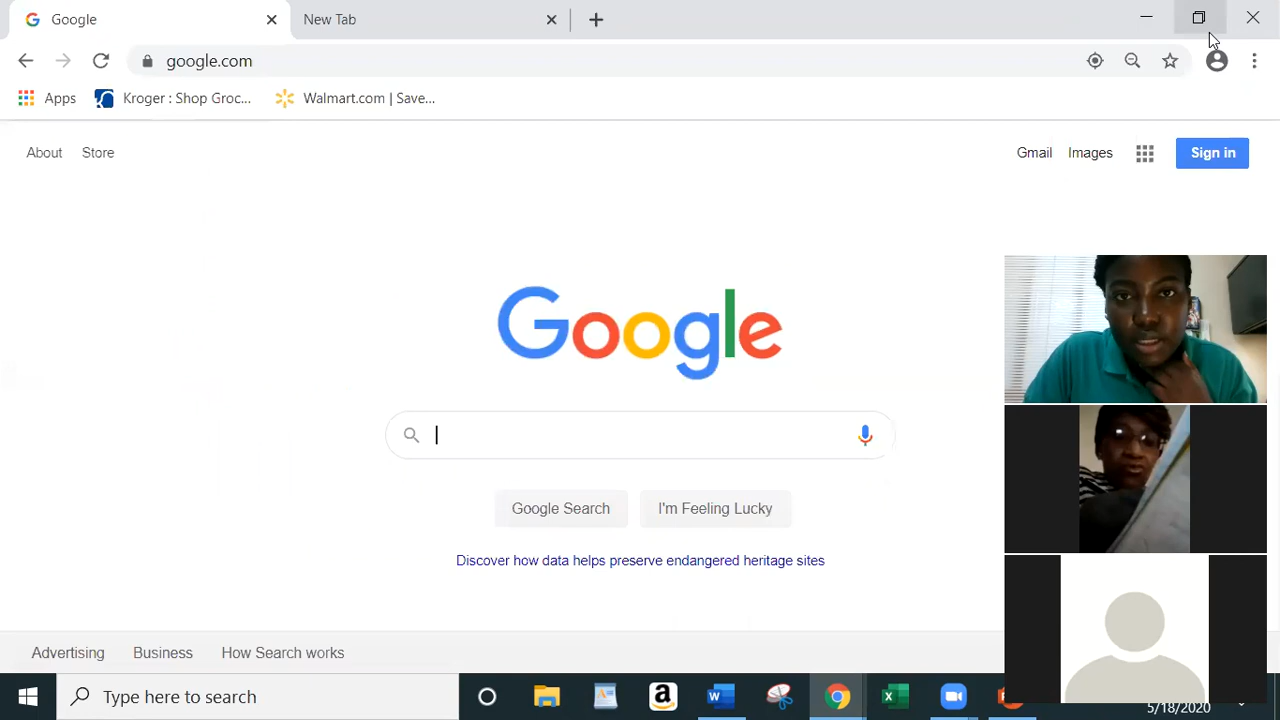 Google
New Tab
google.com
Apps
Kroger : Shop Groc...
Walmart.com | Save...
About
Store
Gmail
Images
Sign in
Google
Google Search
I'm Feeling Lucky
Discover how data helps preserve endangered heritage sites
Advertising
Business
How Search works
Type here to search
5/18/2020